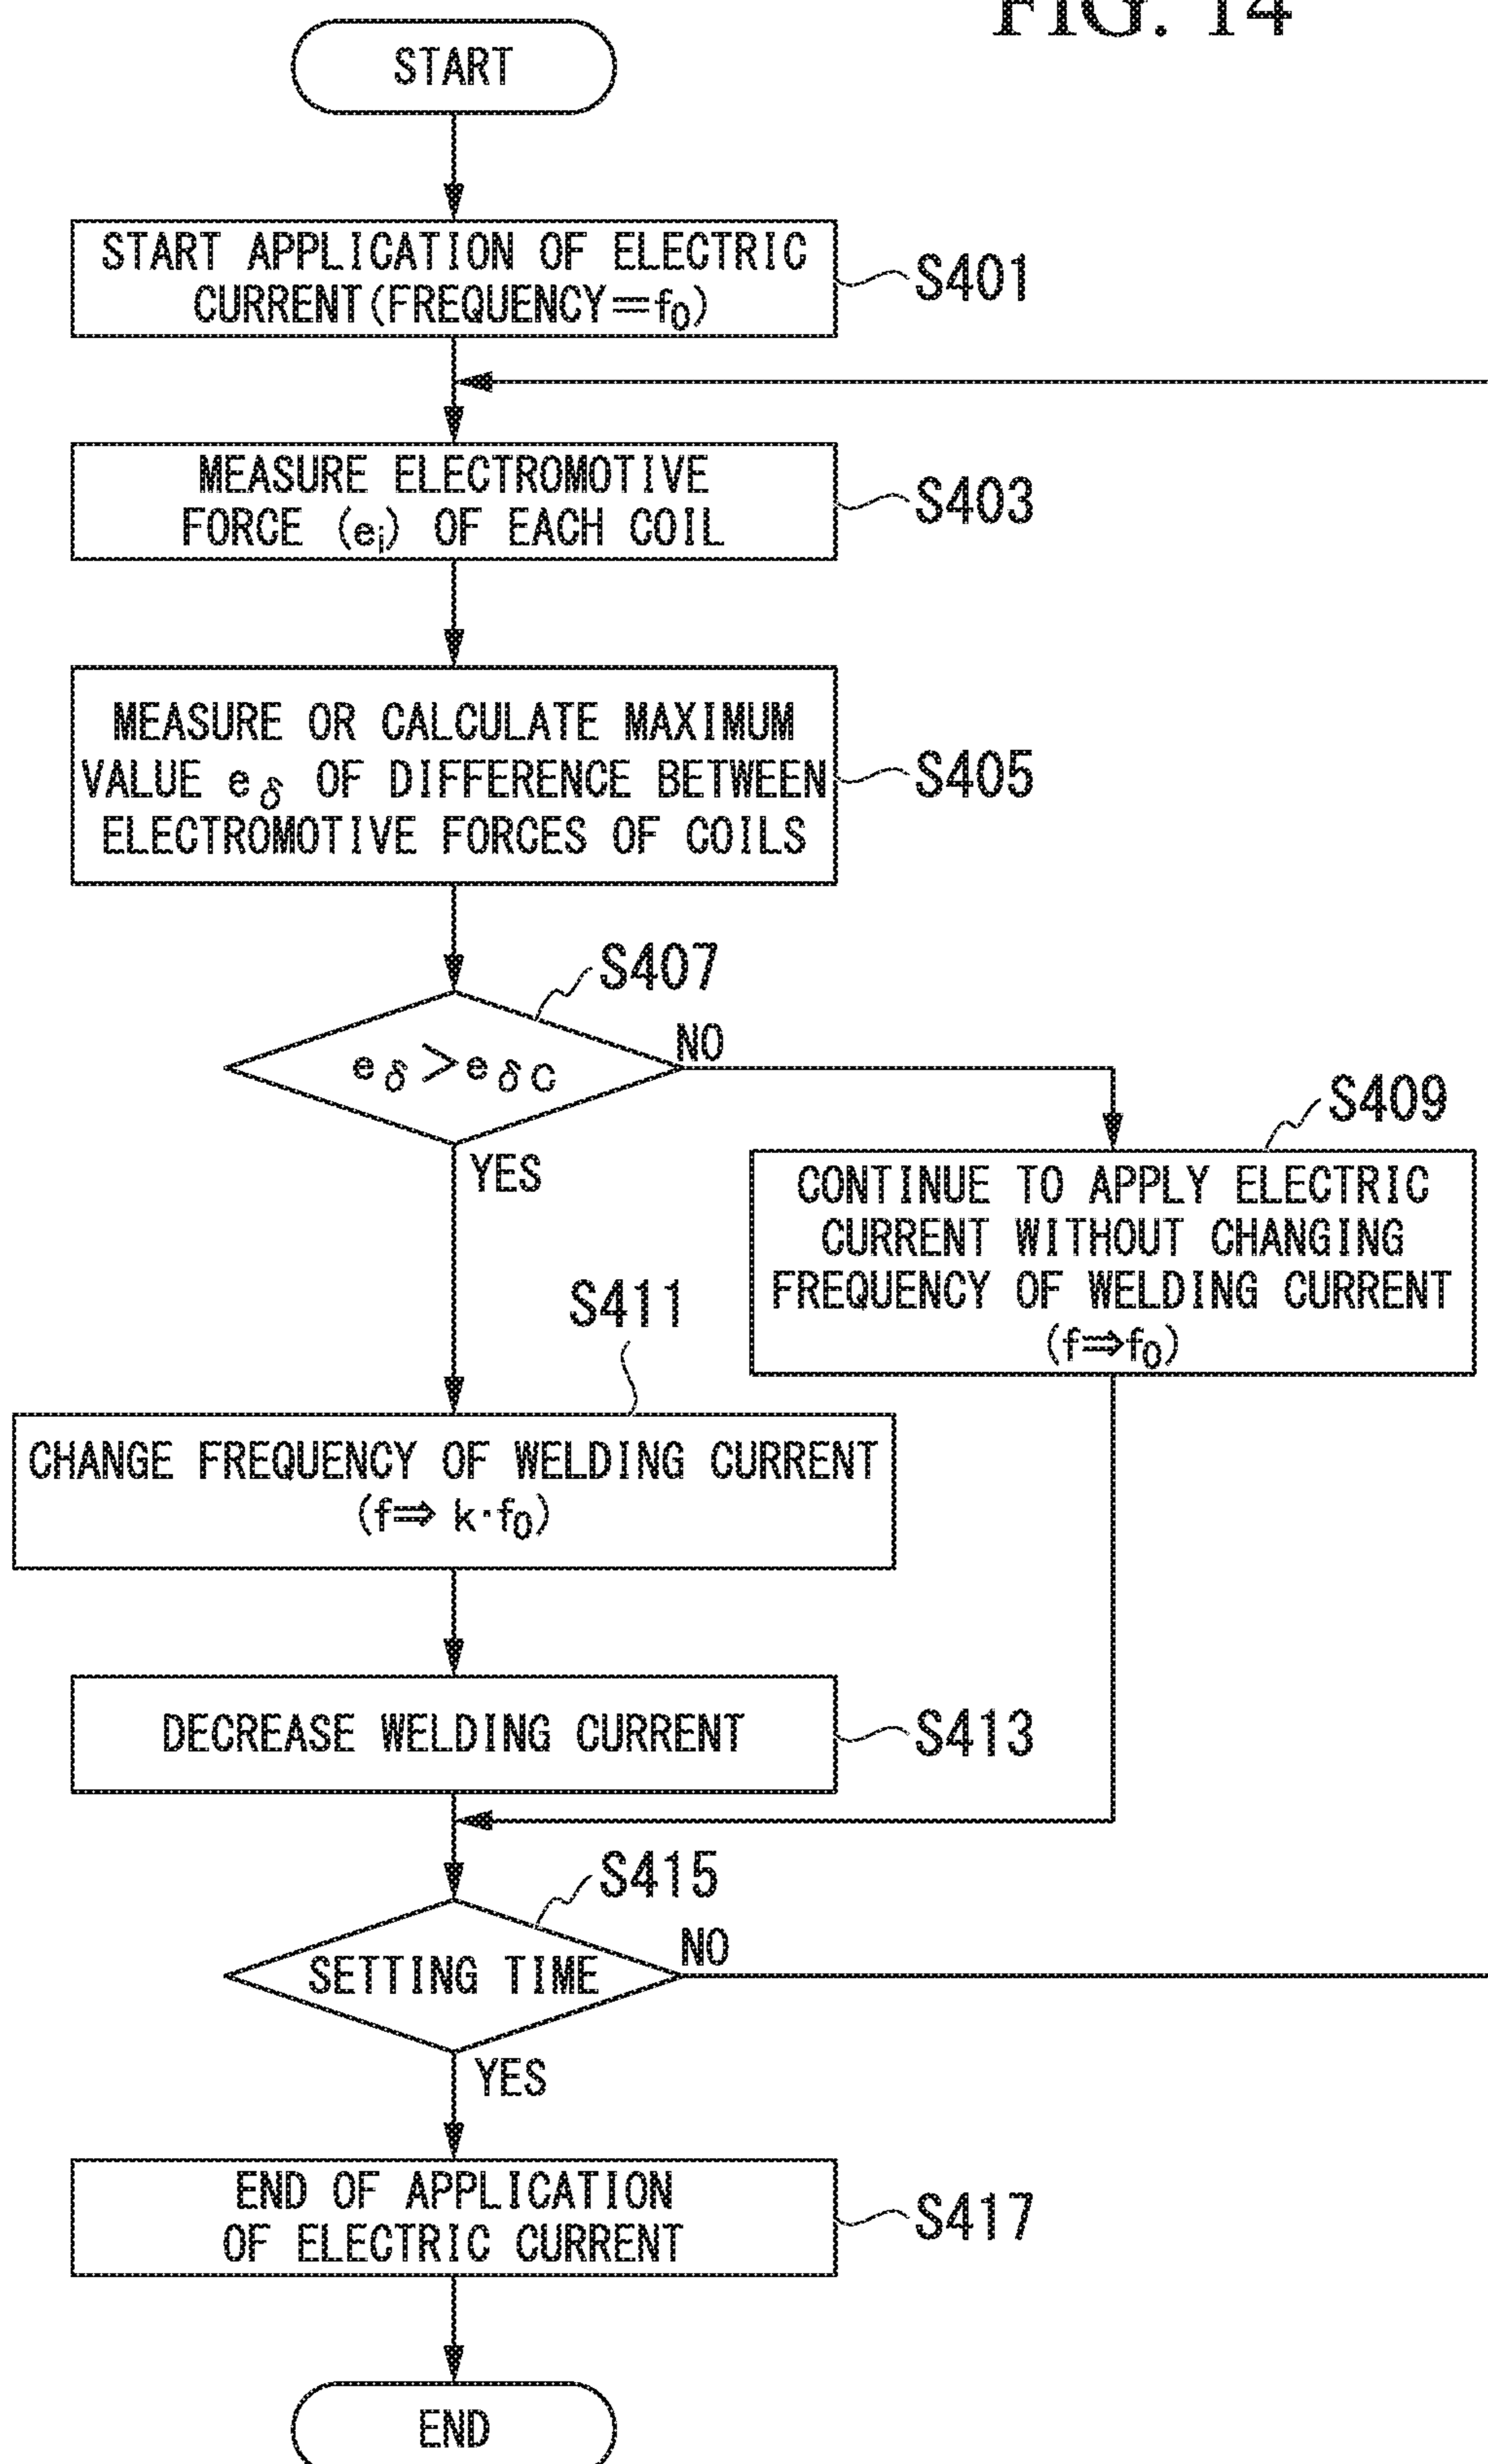 FIG. 14
START
START APPLICATION OF ELECTRIC
CURRENT(FREQUENCY=f₀)
S401
MEASURE ELECTROMOTIVE
FORCE (eᵢ) OF EACH COIL
S403
MEASURE OR CALCULATE MAXIMUM
VALUE e_δ OF DIFFERENCE BETWEEN
ELECTROMOTIVE FORCES OF COILS
S405
S407
e_δ>e_δC
NO
YES
S409
CONTINUE TO APPLY ELECTRIC
CURRENT WITHOUT CHANGING
FREQUENCY OF WELDING CURRENT
(f⇒f₀)
S411
CHANGE FREQUENCY OF WELDING CURRENT
(f⇒ k·f₀)
DECREASE WELDING CURRENT
S413
S415
SETTING TIME
NO
YES
END OF APPLICATION
OF ELECTRIC CURRENT
S417
END